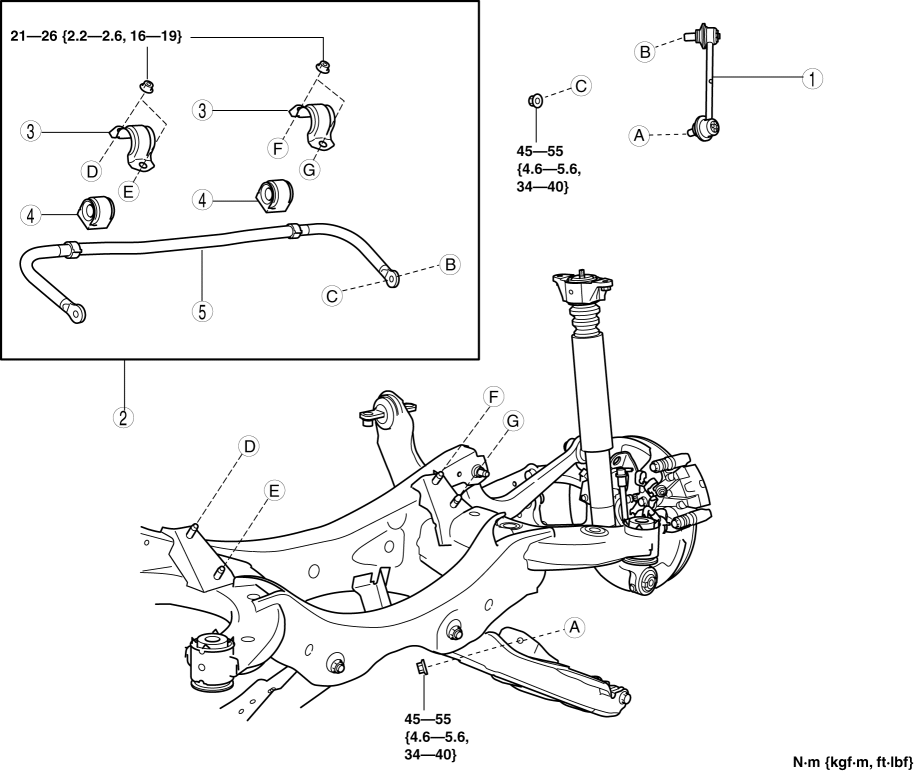 21—26 {2.2—2.6, 16—19}
B
1
C
3
3
A
F
45—55
{4.6—5.6,
34—40}
D
G
E
4
4
B
C
5
2
F
G
D
E
A
45—55
{4.6—5.6,
34—40}
N·m {kgf·m, ft·lbf}